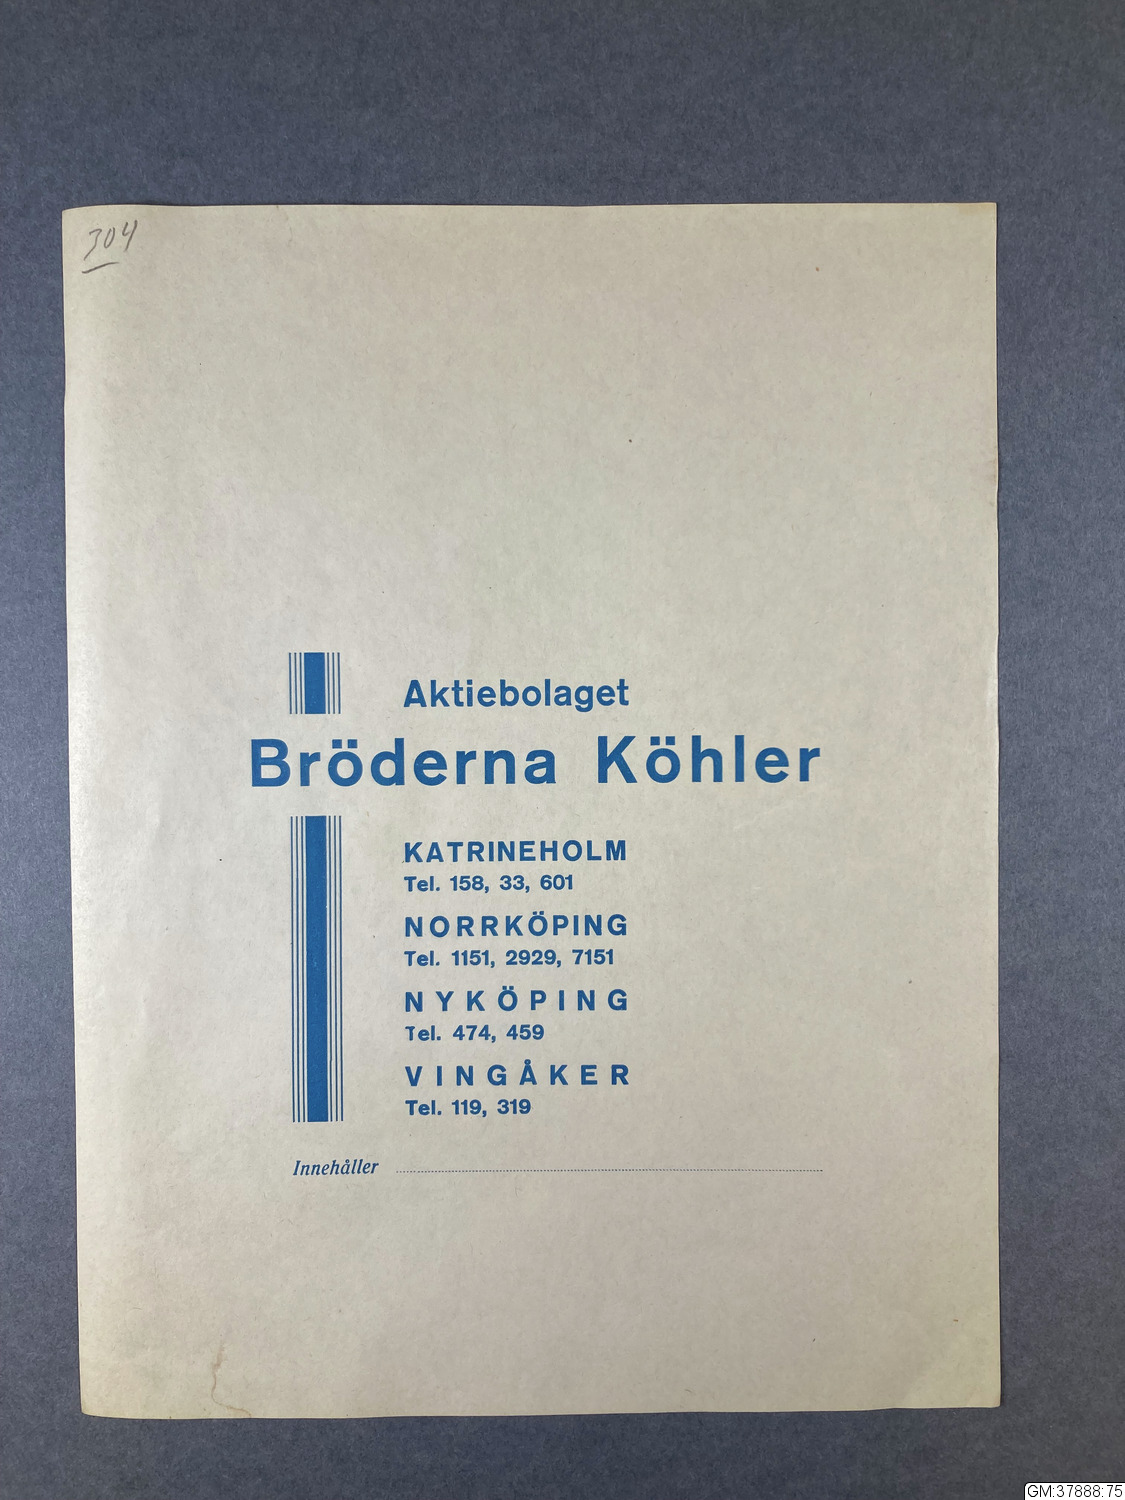 304
Aktiebolaget
Bröderna Köhler
KATRINEHOLM
Tel. 158, 33, 601
NORRKÖPING
Tel. 1151, 2929, 7151
NYKÖPING
Tel. 474, 459
VINGÅKER
Tel. 119, 319
Innehåller
GM:37888:75